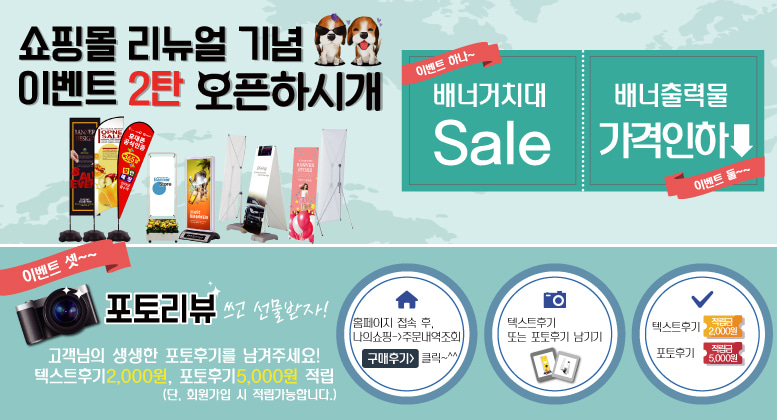 쇼핑몰 리뉴얼 기념
이벤트 2탄 오픈하시개
이벤트 하나~
배너거치대
Sale
배너출력물
가격인하
이벤트 둘~~
이벤트 셋~~
포토리뷰 쓰고 선물받자!
고객님의 생생한 포토후기를 남겨주세요!
텍스트후기2,000원, 포토후기5,000원 적립
(단, 회원가입 시 적립가능합니다.)
홈페이지 접속 후,
나의쇼핑->주문내역조회
구매후기> 클릭~^^
텍스트후기
또는 포토후기 남기기
텍스트후기 적립금 2,000원
포토후기 적립금 5,000원